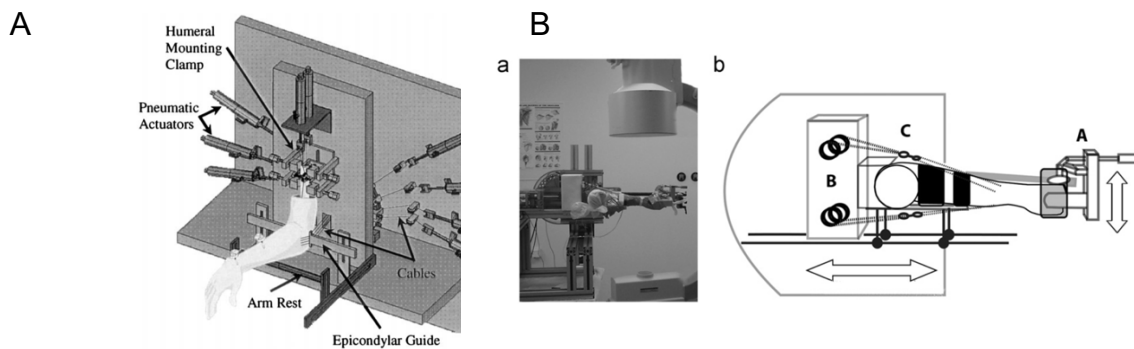 A
Humeral
Mounting
Clamp
Pneumatic
Actuators
Cables
Arm Rest
Epicondylar Guide
B
a
b
C
A
B